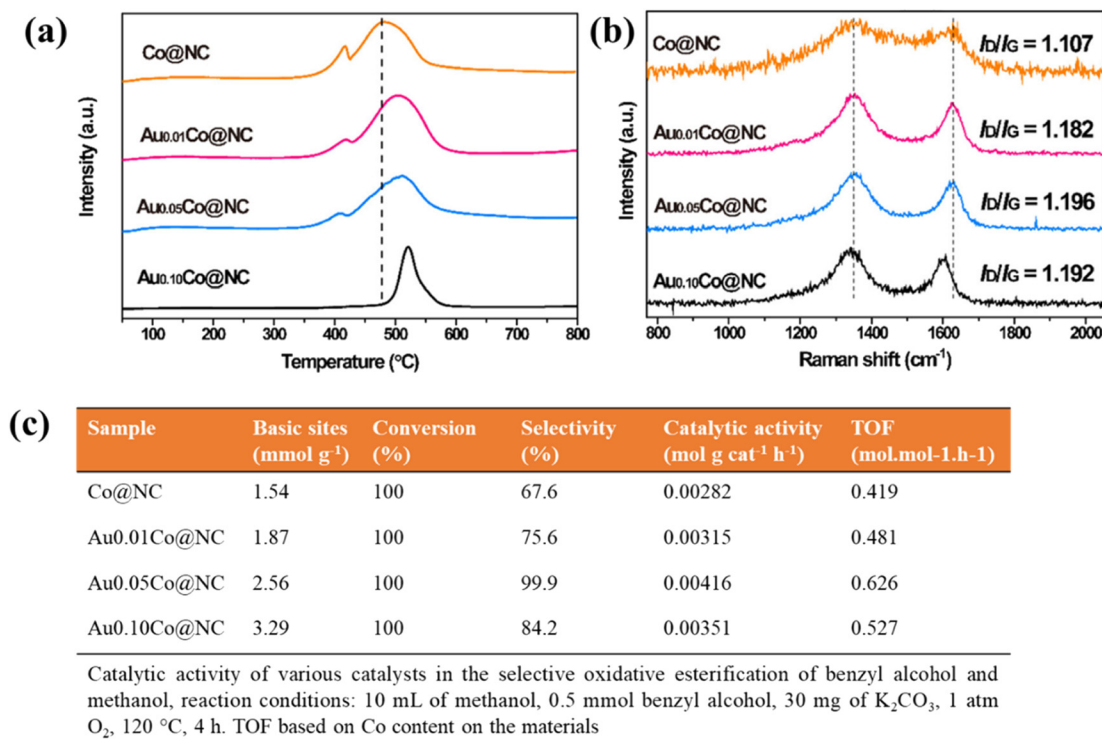 (a)
Co@NC
Au0.01Co@NC
Au0.05Co@NC
Au0.10Co@NC
Intensity (a.u.)
100 200 300 400 500 600 700 800
Temperature (°C)
(b)
Co@NC
ID/IG = 1.107
Au0.01Co@NC
ID/IG = 1.182
Au0.05Co@NC
ID/IG = 1.196
Au0.10Co@NC
ID/IG = 1.192
Intensity (a.u.)
800 1000 1200 1400 1600 1800 2000
Raman shift (cm-1)
(c)
Sample Basic sites (mmol g-1) Conversion (%) Selectivity (%) Catalytic activity (mol g cat-1 h-1) TOF (mol.mol-1.h-1)
Co@NC 1.54 100 67.6 0.00282 0.419
Au0.01Co@NC 1.87 100 75.6 0.00315 0.481
Au0.05Co@NC 2.56 100 99.9 0.00416 0.626
Au0.10Co@NC 3.29 100 84.2 0.00351 0.527
Catalytic activity of various catalysts in the selective oxidative esterification of benzyl alcohol and
methanol, reaction conditions: 10 mL of methanol, 0.5 mmol benzyl alcohol, 30 mg of K2CO3, 1 atm
O2, 120 °C, 4 h. TOF based on Co content on the materials